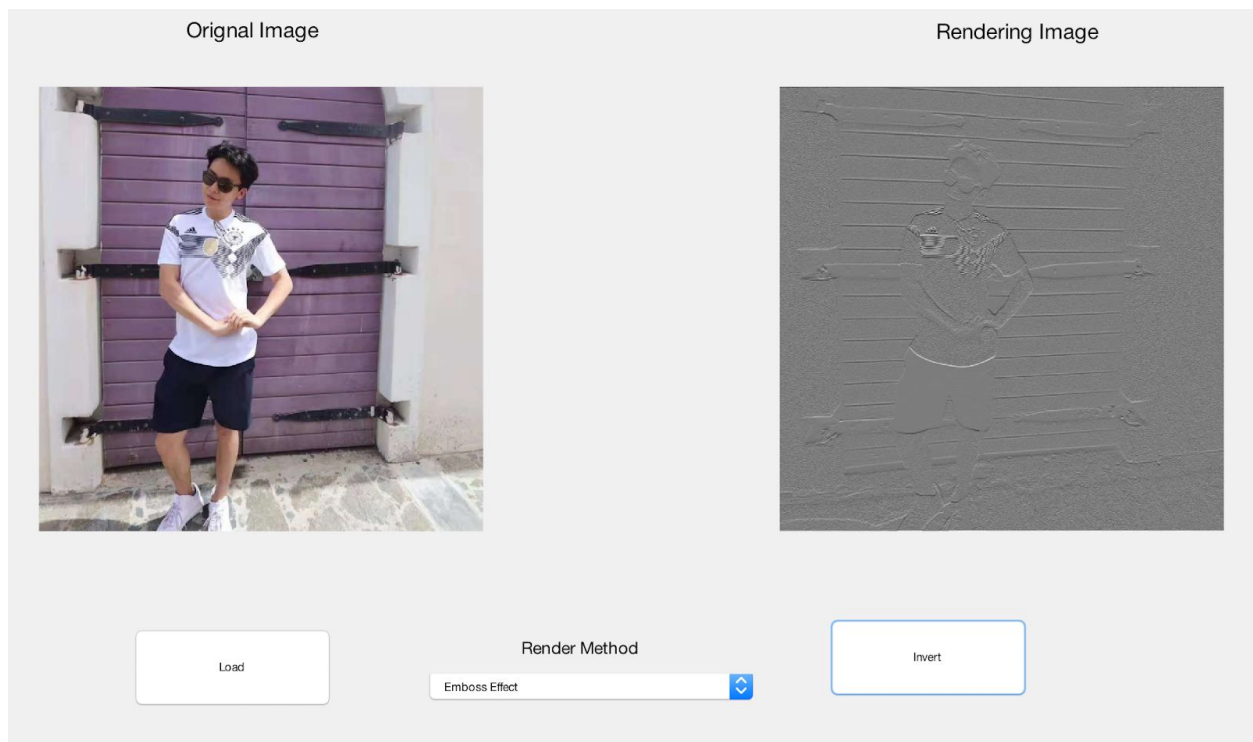 Orignal Image
Rendering Image
Load
Render Method
Emboss Effect
Invert